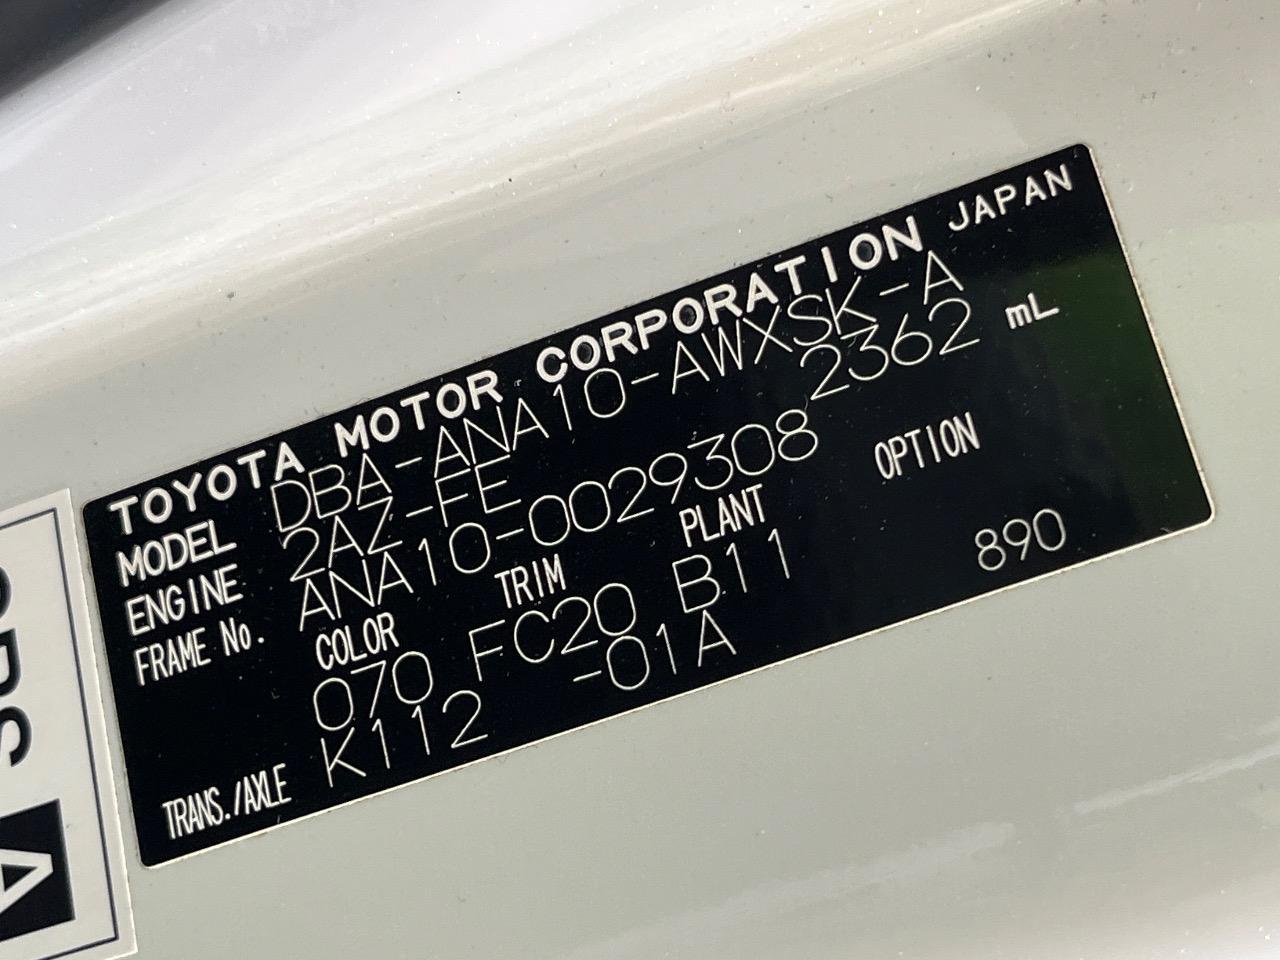 TOYOTA MOTOR CORPORATION JAPAN
MODEL DBA-ANA10-AWXSK-A
ENGINE 2AZ-FE 2362 mL
FRAME No. ANA10-0029308
COLOR TRIM PLANT OPTION
070 FC20 B11 890
TRANS./AXLE K112 -01A